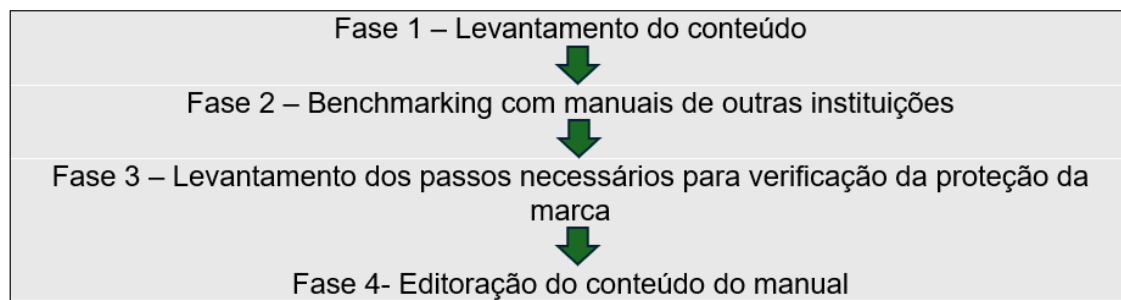 Fase 1 – Levantamento do conteúdo
Fase 2 – Benchmarking com manuais de outras instituições
Fase 3 – Levantamento dos passos necessários para verificação da proteção da
marca
Fase 4- Editoração do conteúdo do manual